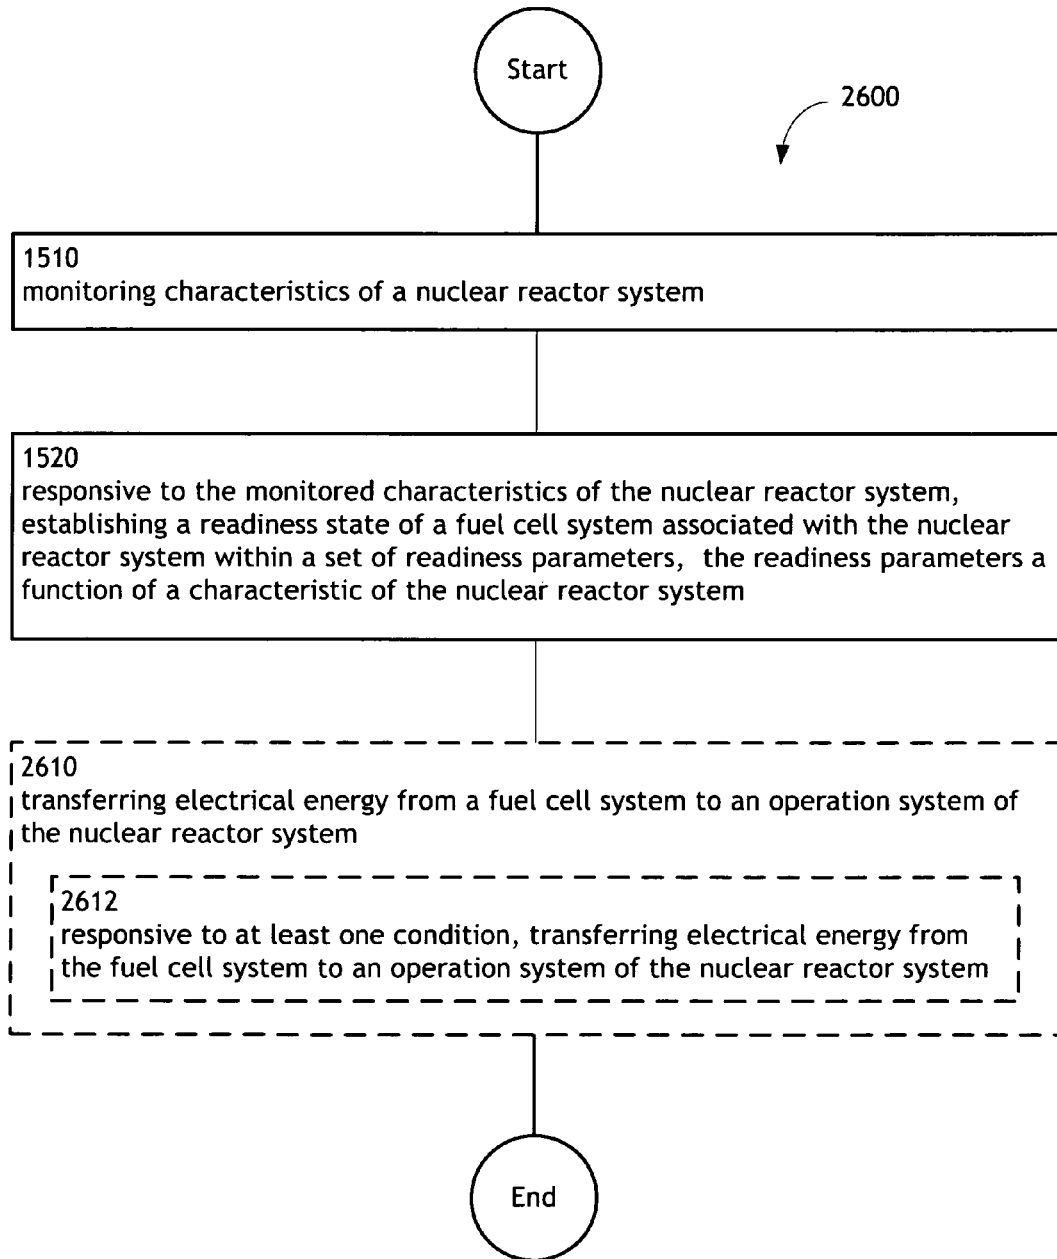 Start
2600
1510
monitoring characteristics of a nuclear reactor system
1520
responsive to the monitored characteristics of the nuclear reactor system,
establishing a readiness state of a fuel cell system associated with the nuclear
reactor system within a set of readiness parameters, the readiness parameters a
function of a characteristic of the nuclear reactor system
2610
transferring electrical energy from a fuel cell system to an operation system of
the nuclear reactor system
2612
responsive to at least one condition, transferring electrical energy from
the fuel cell system to an operation system of the nuclear reactor system
End